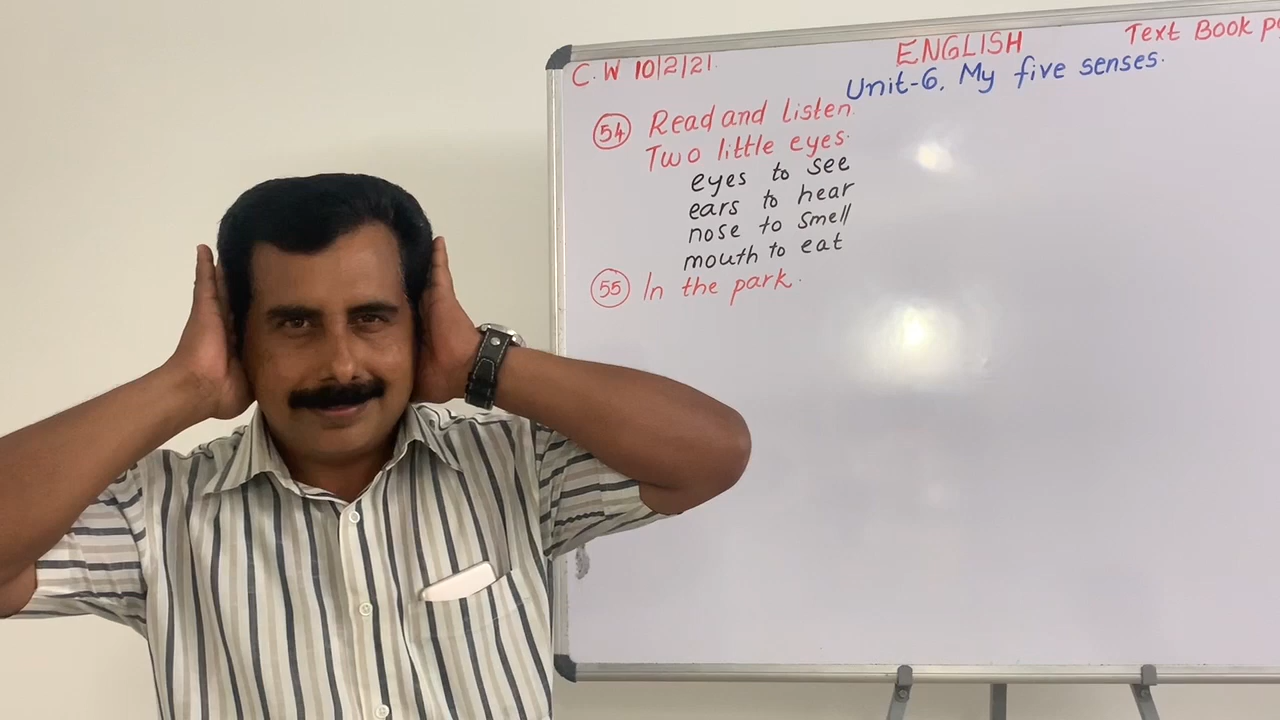 C.W 10/2/21.
ENGLISH
Text Book
Unit-6. My five senses.
54 Read and listen.
Two little eyes.
eyes to see
ears to hear
nose to smell
mouth to eat
55 In the park.